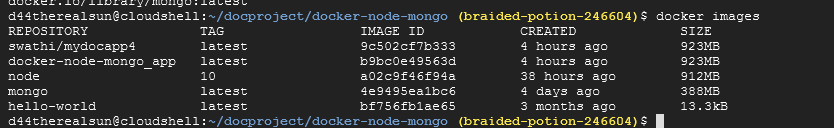 docker.io/library/mongo:latest
d44therealsun@cloudshell:~/docproject/docker-node-mongo (braided-potion-246604)$ docker images
REPOSITORY TAG IMAGE ID CREATED SIZE
swathi/mydocapp4 latest 9c502cf7b333 4 hours ago 923MB
docker-node-mongo_app latest b9bc0e49563d 4 hours ago 923MB
node 10 a02c9f46f94a 38 hours ago 912MB
mongo latest 4e9495ea1bc6 4 days ago 388MB
hello-world latest bf756fb1ae65 3 months ago 13.3kB
d44therealsun@cloudshell:~/docproject/docker-node-mongo (braided-potion-246604)$